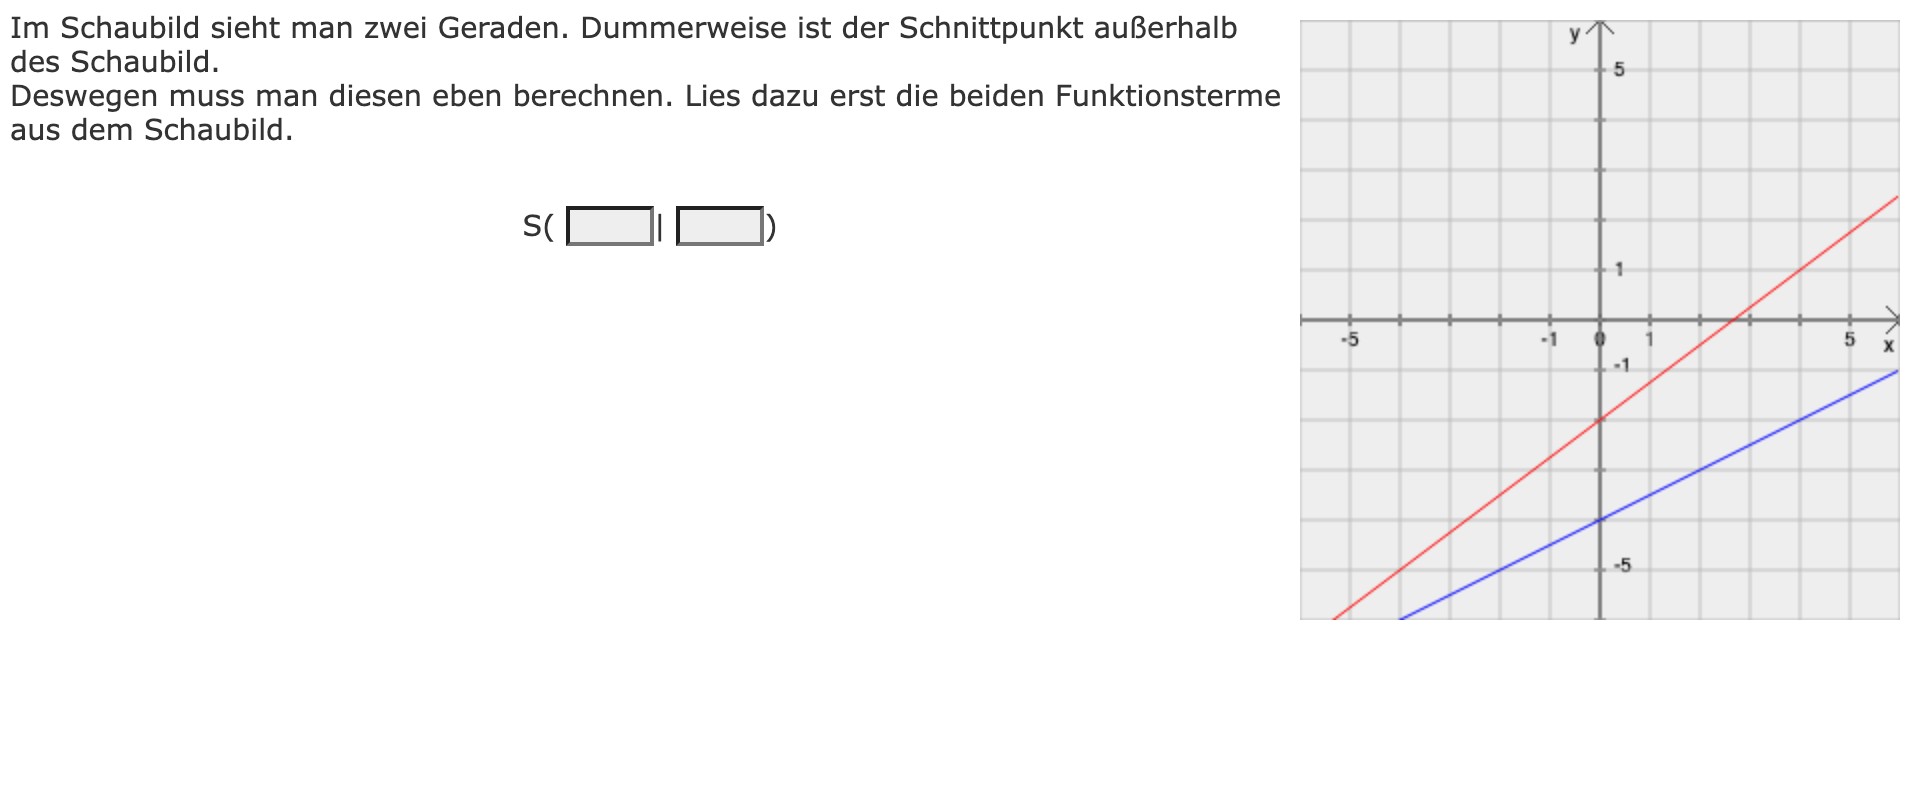 Im Schaubild sieht man zwei Geraden. Dummerweise ist der Schnittpunkt außerhalb
des Schaubild.
Deswegen muss man diesen eben berechnen. Lies dazu erst die beiden Funktionsterme
aus dem Schaubild.
S( | )
y
5
1
-5 -1 0 1 5 x
-1
-5